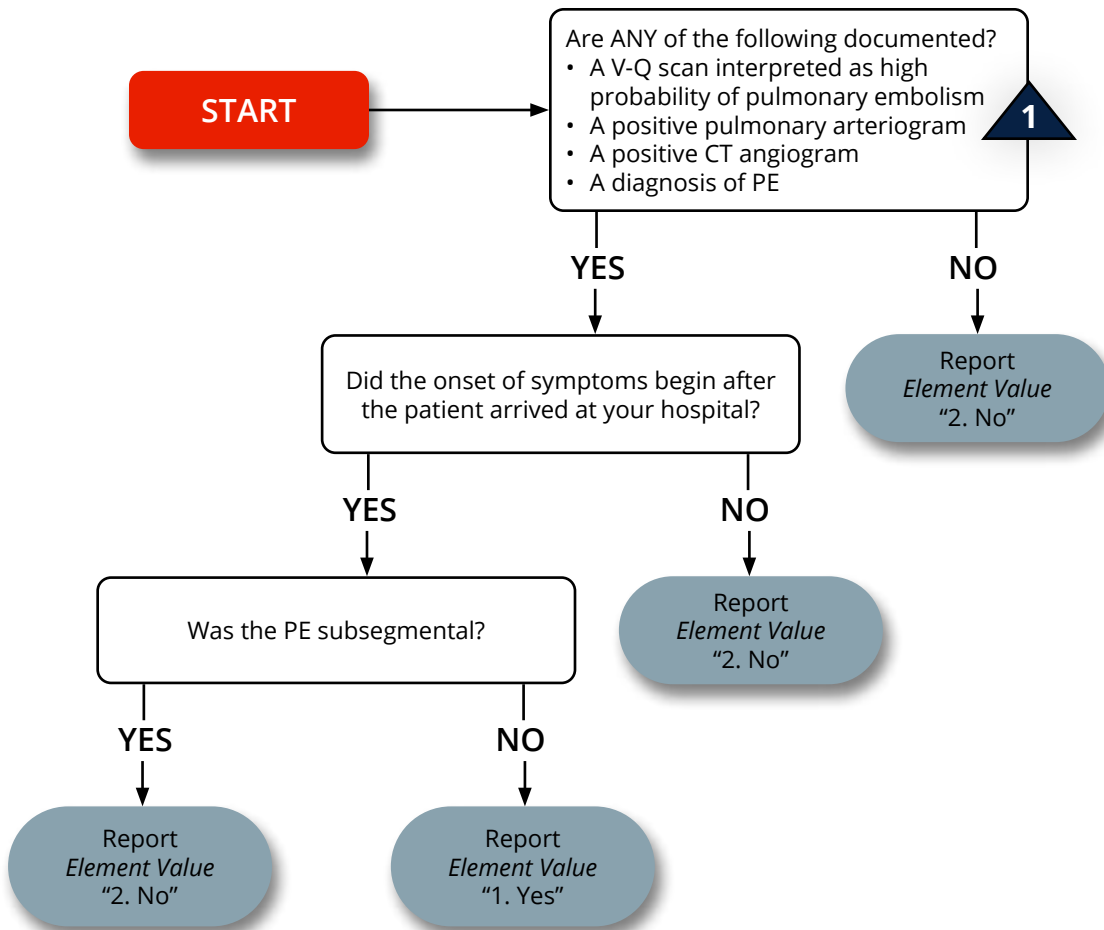 START
Are ANY of the following documented?
• A V-Q scan interpreted as high
probability of pulmonary embolism
• A positive pulmonary arteriogram
• A positive CT angiogram
• A diagnosis of PE
1
YES
NO
Did the onset of symptoms begin after
the patient arrived at your hospital?
Report
Element Value
“2. No”
YES
NO
Was the PE subsegmental?
Report
Element Value
“2. No”
YES
NO
Report
Element Value
“2. No”
Report
Element Value
“1. Yes”